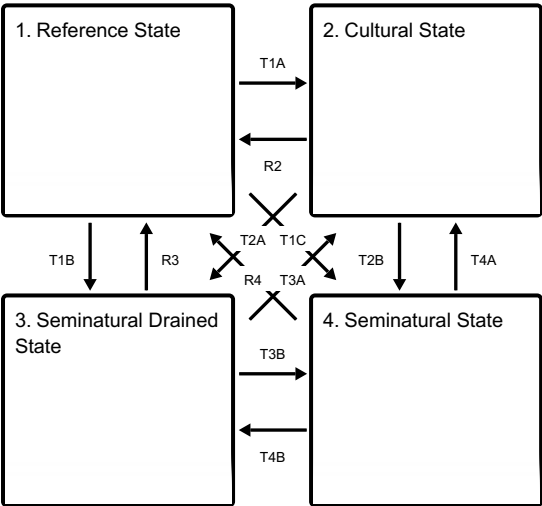 1. Reference State
2. Cultural State
T1A
R2
T2A
T1C
T1B
R3
T2B
T4A
R4
T3A
3. Seminatural Drained
State
4. Seminatural State
T3B
T4B